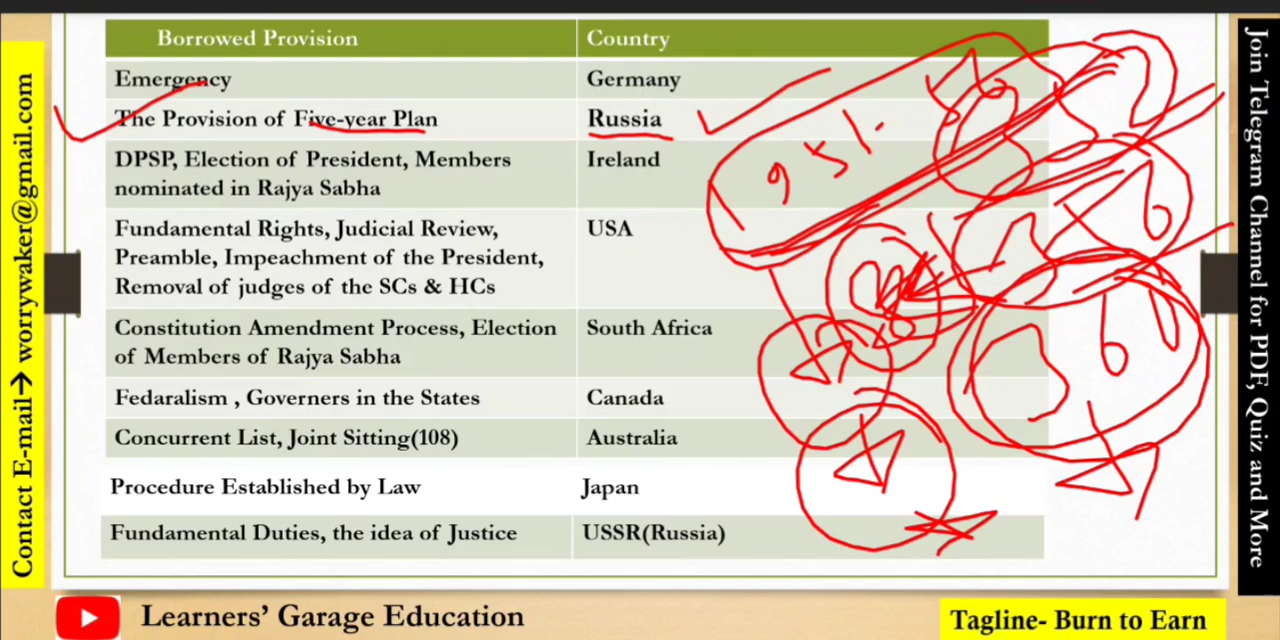 Borrowed Provision Country
Emergency Germany
The Provision of Five-year Plan Russia
DPSP, Election of President, Members Ireland
nominated in Rajya Sabha
Fundamental Rights, Judicial Review, USA
Preamble, Impeachment of the President,
Removal of judges of the SCs & HCs
Constitution Amendment Process, Election South Africa
of Members of Rajya Sabha
Fedaralism , Governers in the States Canada
Concurrent List, Joint Sitting(108) Australia
Procedure Established by Law Japan
Fundamental Duties, the idea of Justice USSR(Russia)
Contact E-mail→ worrywaker@gmail.com
Join Telegram Channel for PDF, Quiz and More
Learners' Garage Education
Tagline- Burn to Earn